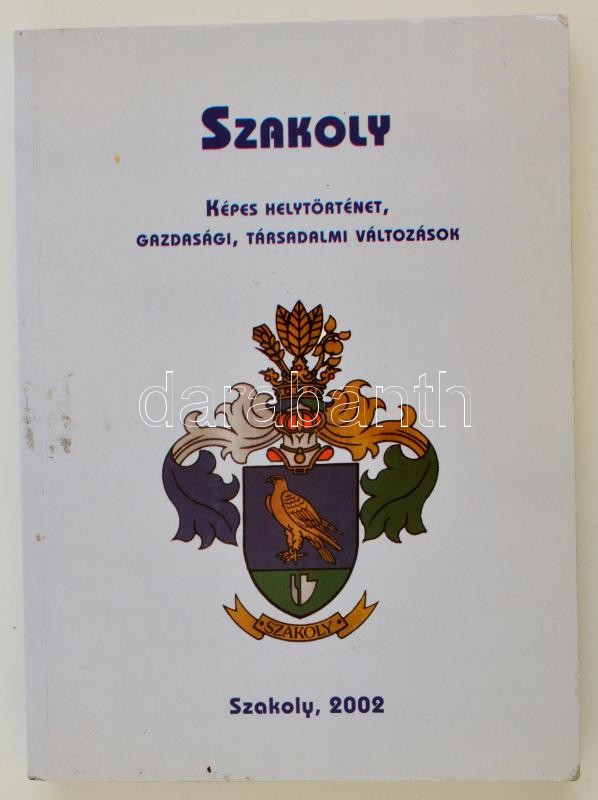 SZAKOLY
KÉPES HELYTÖRTÉNET,
GAZDASÁGI, TÁRSADALMI VÁLTOZÁSOK
darabanth
SZAKOLY
Szakoly, 2002